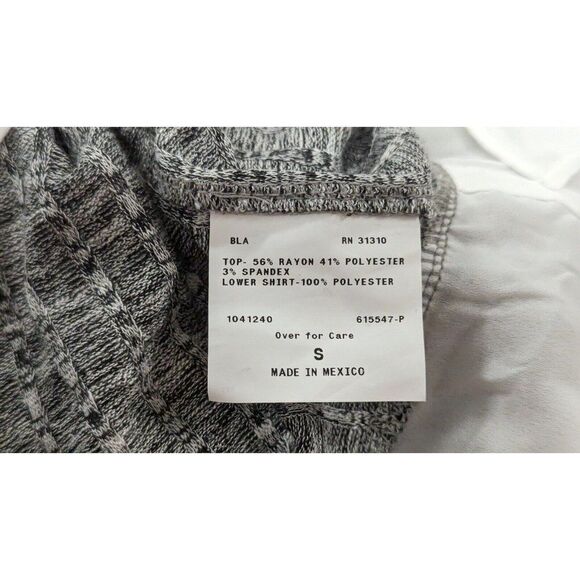 BLA RN 31310
TOP- 56% RAYON 41% POLYESTER
3% SPANDEX
LOWER SHIRT-100% POLYESTER
1041240 615547-P
Over for Care
S
MADE IN MEXICO